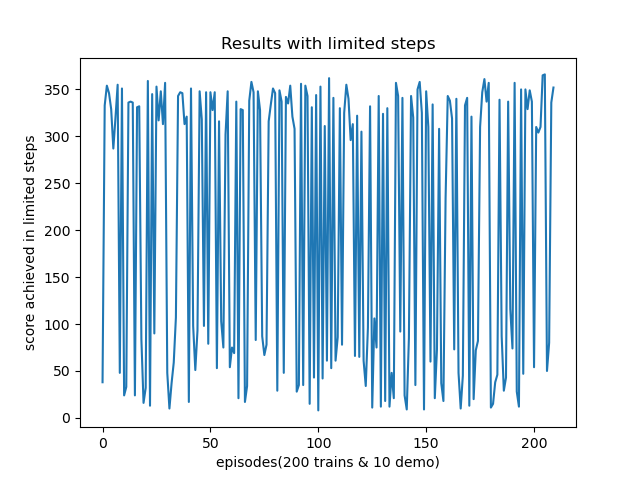 Results with limited steps
score achieved in limited steps
350
300
250
200
150
100
50
0
0 50 100 150 200
episodes(200 trains & 10 demo)